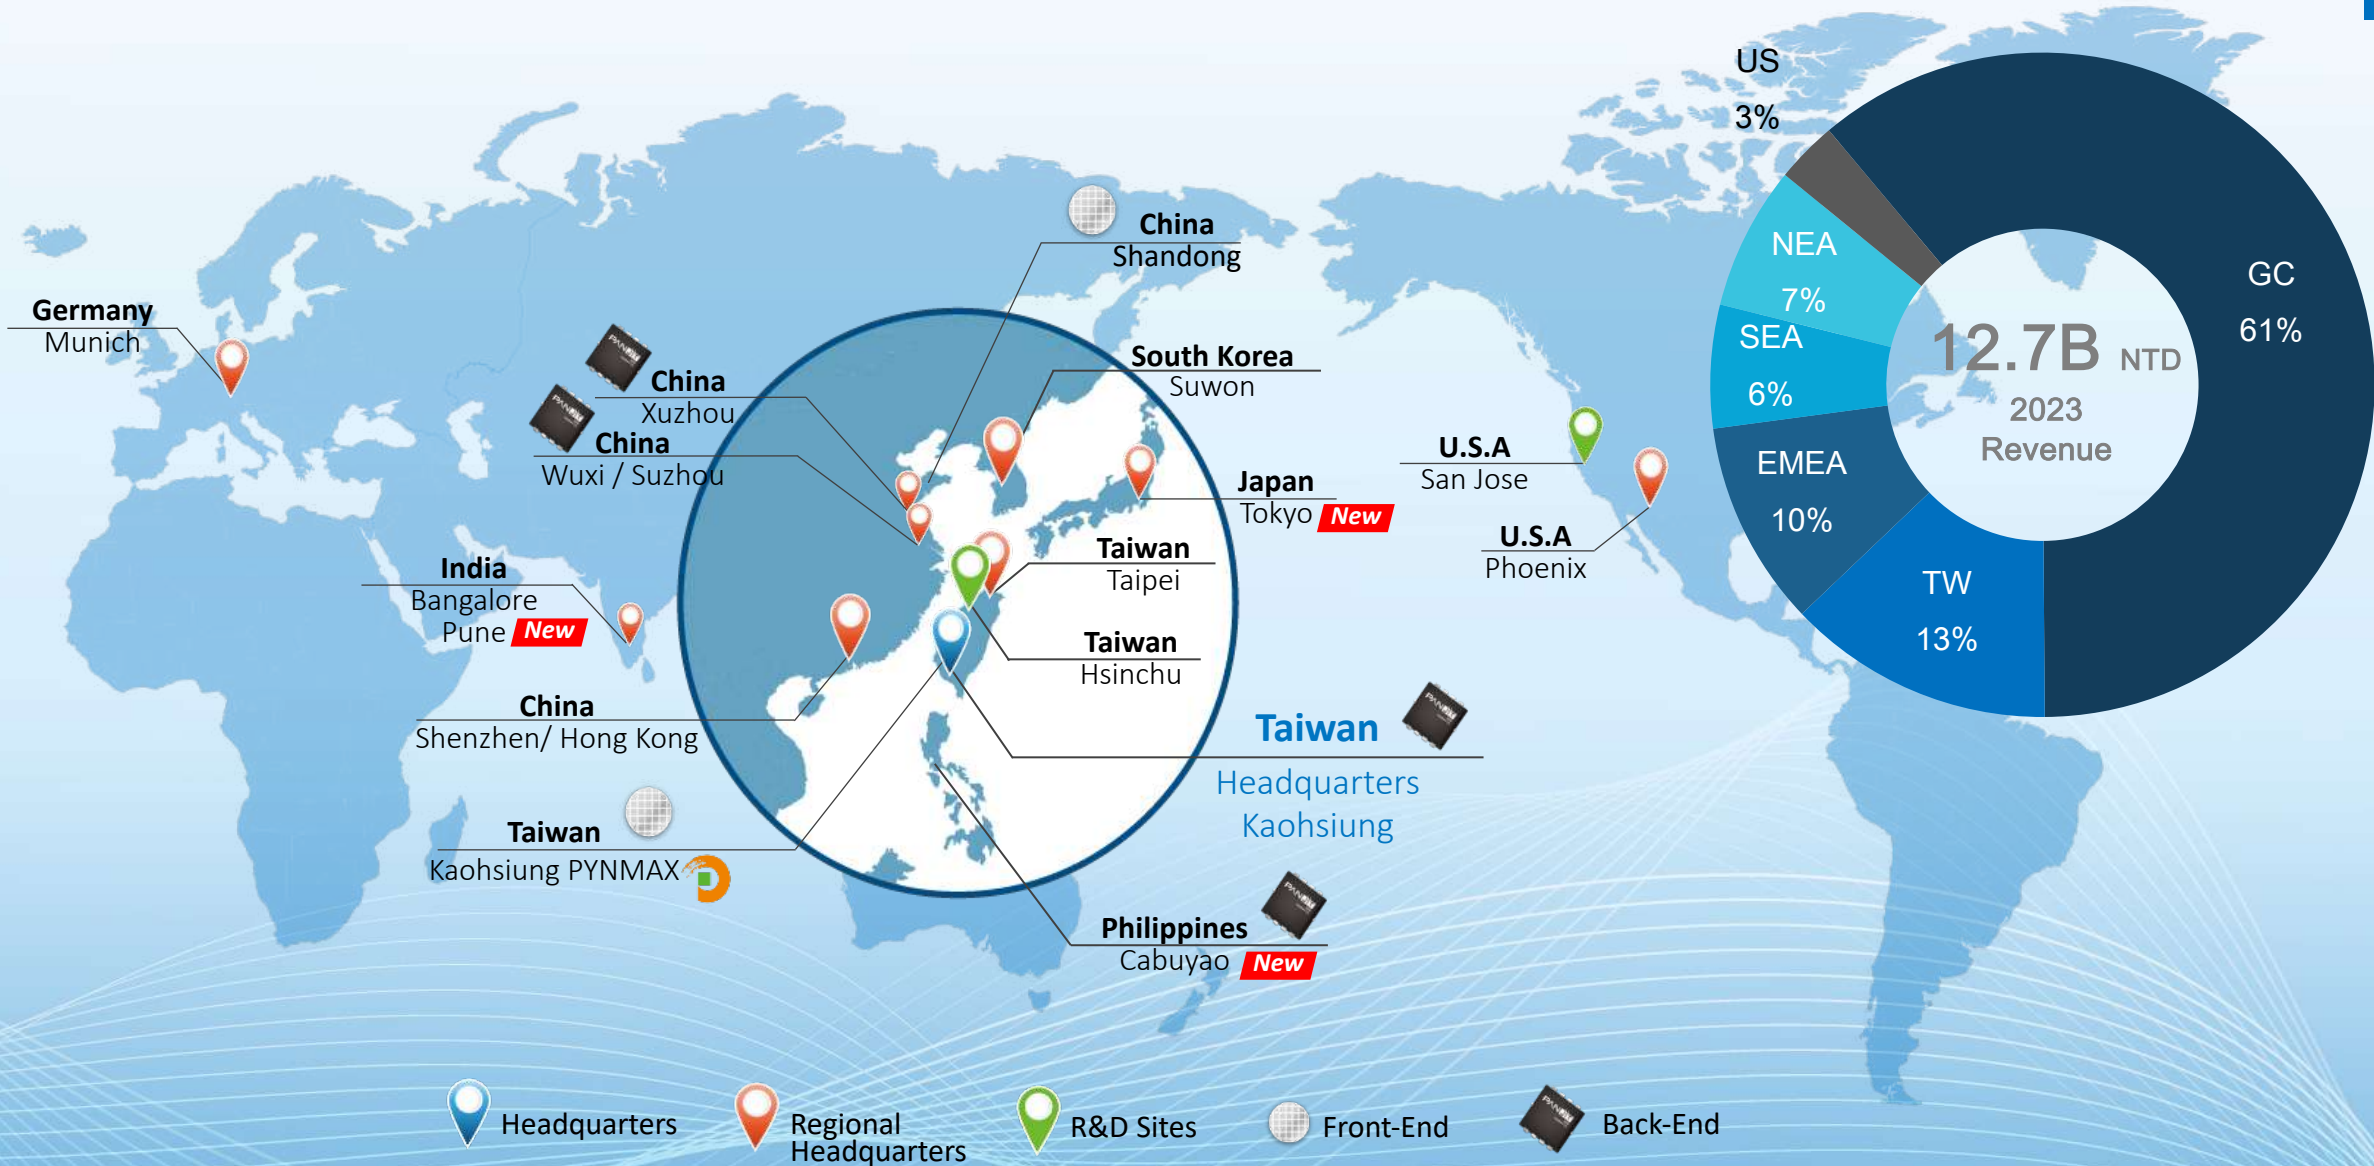 US
3%
GC
61%
NEA
7%
SEA
6%
EMEA
10%
TW
13%
12.7B NTD
2023
Revenue
China
Shandong
Germany
Munich
China
Xuzhou
China
Wuxi / Suzhou
South Korea
Suwon
Japan
Tokyo New
U.S.A
San Jose
U.S.A
Phoenix
Taiwan
Taipei
Taiwan
Hsinchu
India
Bangalore
Pune New
China
Shenzhen/ Hong Kong
Taiwan
Headquarters
Kaohsiung
Taiwan
Kaohsiung PYNMAX
Philippines
Cabuyao New
Headquarters
Regional
Headquarters
R&D Sites
Front-End
Back-End